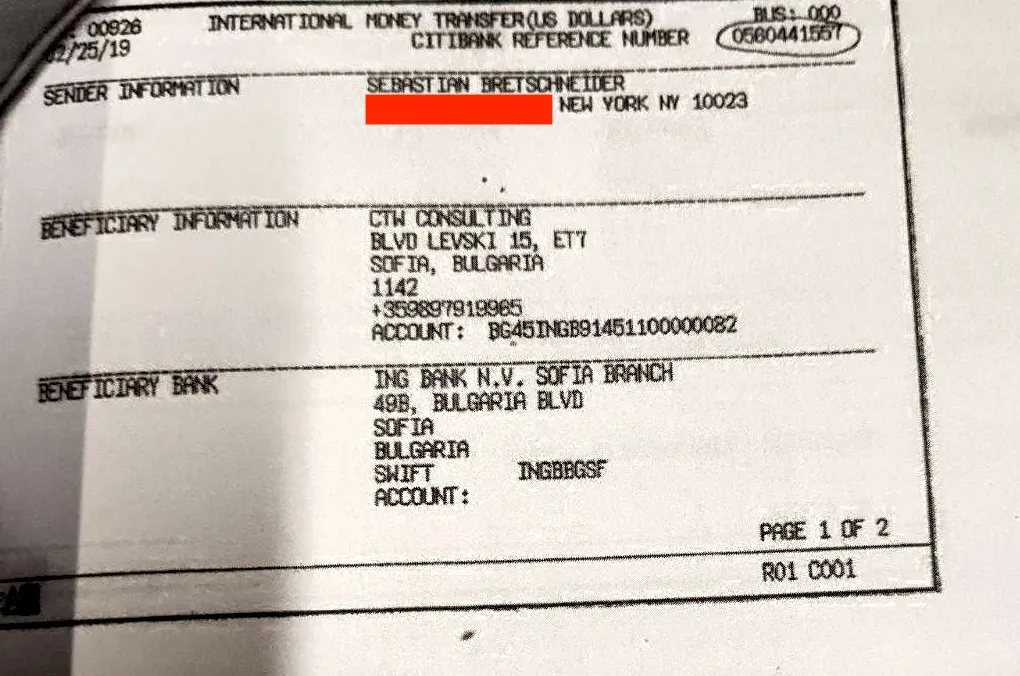 00926 INTERNATIONAL MONEY TRANSFER(US DOLLARS) BUS: 000
02/25/19 CITIBANK REFERENCE NUMBER 0560441557
SENDER INFORMATION SEBASTIAN BRETSCHNEIDER
NEW YORK NY 10023
BENEFICIARY INFORMATION CTW CONSULTING
BLVD LEVSKI 15, ET7
SOFIA, BULGARIA
1142
+359897919965
ACCOUNT: BG45INGB91451100000082
BENEFICIARY BANK ING BANK N.V. SOFIA BRANCH
49B, BULGARIA BLVD
SOFIA
BULGARIA
SWIFT INGBBGSF
ACCOUNT:
PAGE 1 OF 2
R01 C001